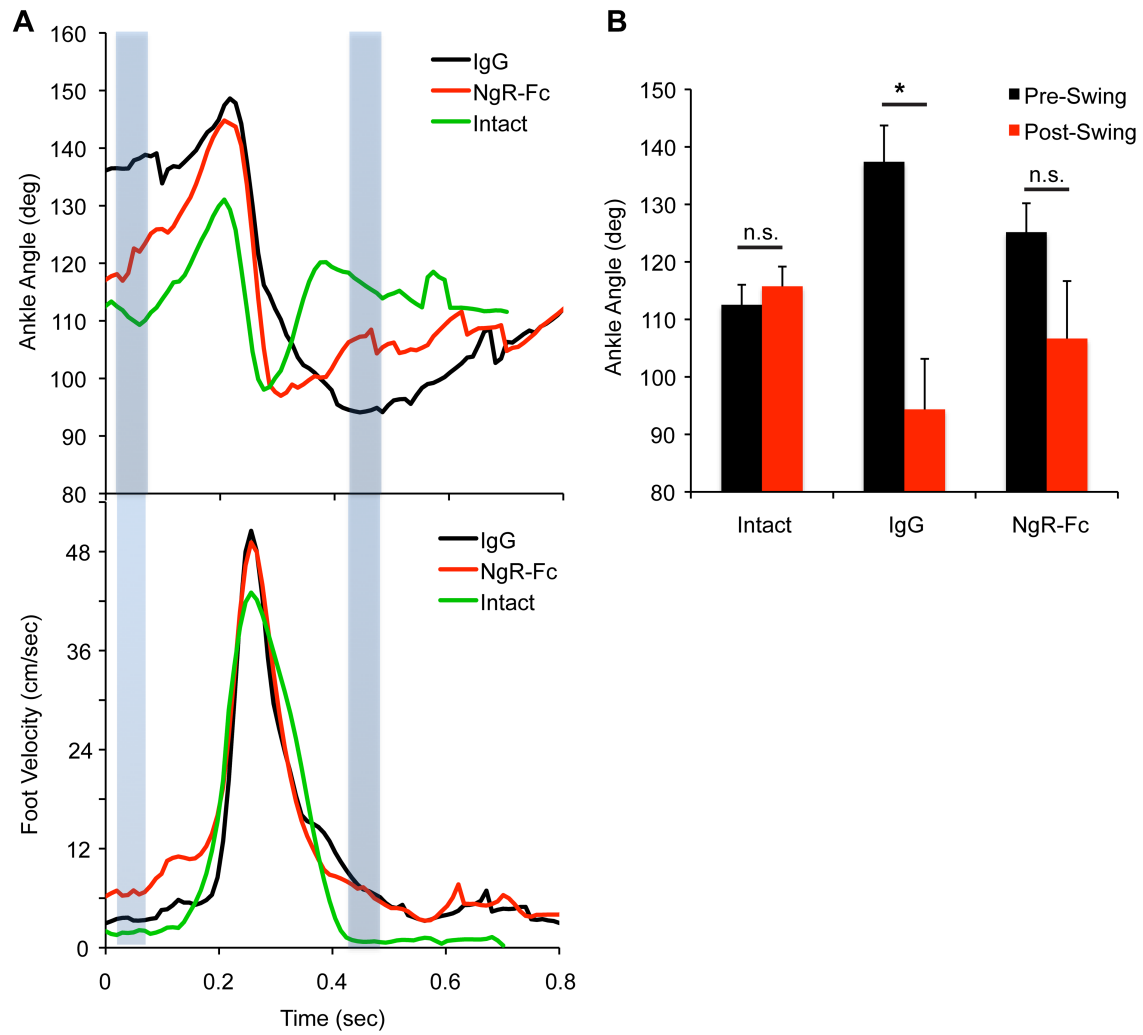 A
160
150
140
130
120
110
100
90
80
Ankle Angle (deg)
IgG
NgR-Fc
Intact
48
36
24
12
0
Foot Velocity (cm/sec)
IgG
NgR-Fc
Intact
0 0.2 0.4 0.6 0.8
Time (sec)
B
150
140
130
120
110
100
90
80
Ankle Angle (deg)
Pre-Swing
Post-Swing
n.s.
*
n.s.
Intact IgG NgR-Fc